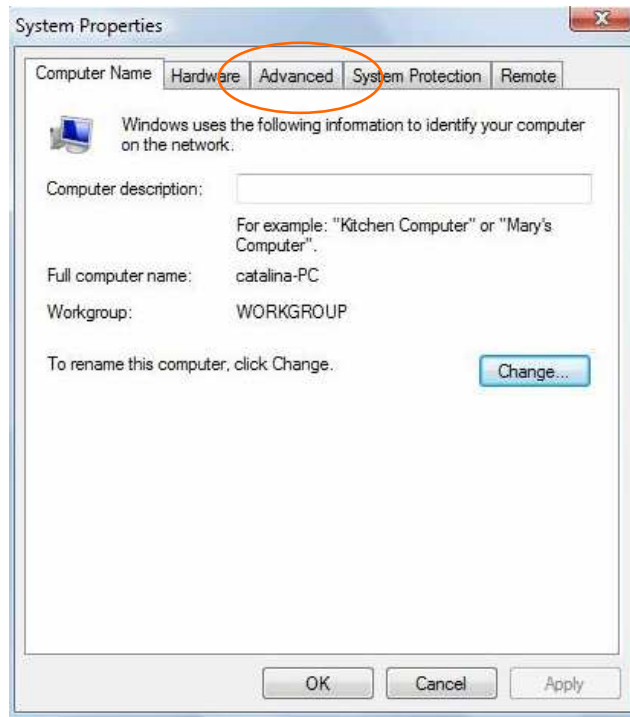 System Properties
Computer Name
Hardware
Advanced
System Protection
Remote
Windows uses the following information to identify your computer
on the network.
Computer description:
For example: "Kitchen Computer" or "Mary's
Computer".
Full computer name: catalina-PC
Workgroup: WORKGROUP
To rename this computer, click Change.
Change...
OK
Cancel
Apply